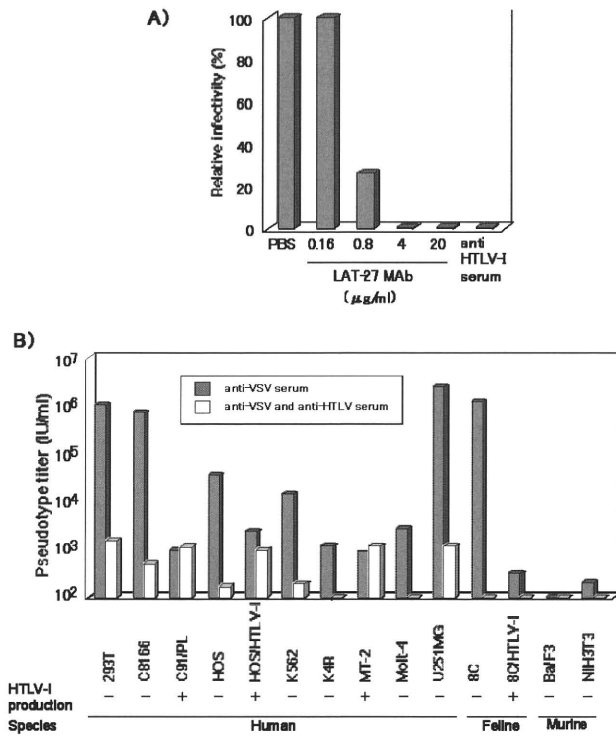 A)
Relative infectivity (%)
100
80
60
40
20
0
PBS 0.16 0.8 4 20 anti HTLV-I serum
LAT-27 MAb
(μg/ml)
B)
Pseudotype titer (IU/ml)
10⁷
10⁶
10⁵
10⁴
10³
10²
anti-VSV serum
anti-VSV and anti-HTLV serum
293T C8166 C91/PL HOS HOS/HTLV-I K562 K4R MT-2 Molt-4 U251MG 8C 8C/HTLV-I Ba/F3 NIH3T3
HTLV-I production − − + − + − − + − − − + − −
Species Human Feline Murine